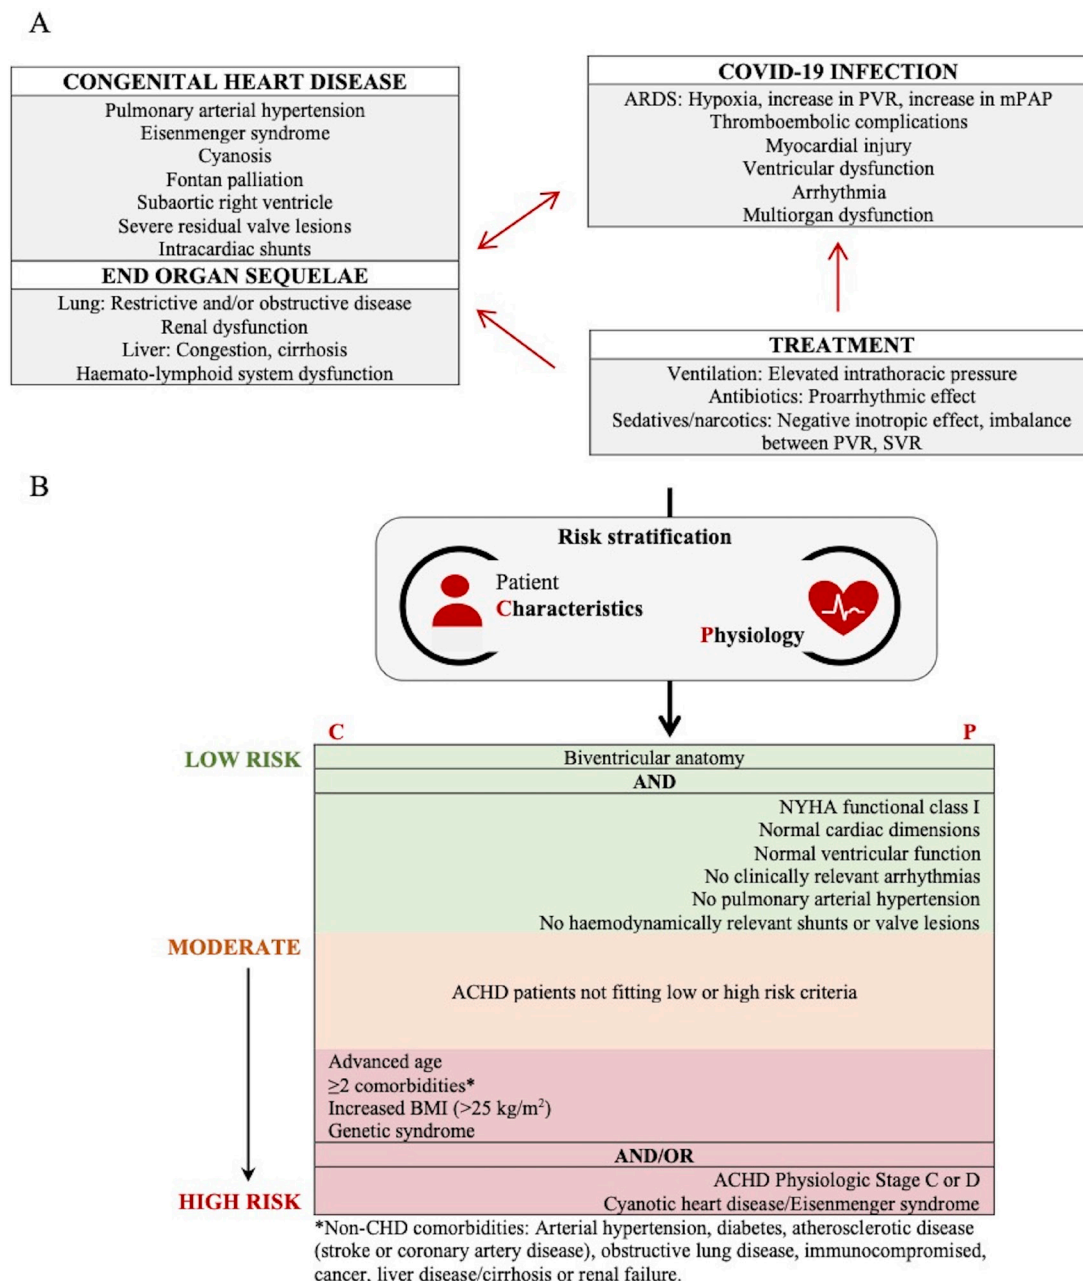 A
CONGENITAL HEART DISEASE
Pulmonary arterial hypertension
Eisenmenger syndrome
Cyanosis
Fontan palliation
Subaortic right ventricle
Severe residual valve lesions
Intracardiac shunts
END ORGAN SEQUELAE
Lung: Restrictive and/or obstructive disease
Renal dysfunction
Liver: Congestion, cirrhosis
Haemato-lymphoid system dysfunction
COVID-19 INFECTION
ARDS: Hypoxia, increase in PVR, increase in mPAP
Thromboembolic complications
Myocardial injury
Ventricular dysfunction
Arrhythmia
Multiorgan dysfunction
TREATMENT
Ventilation: Elevated intrathoracic pressure
Antibiotics: Proarrhythmic effect
Sedatives/narcotics: Negative inotropic effect, imbalance
between PVR, SVR
B
Risk stratification
Patient
Characteristics
Physiology
C P
LOW RISK
Biventricular anatomy
AND
NYHA functional class I
Normal cardiac dimensions
Normal ventricular function
No clinically relevant arrhythmias
No pulmonary arterial hypertension
No haemodynamically relevant shunts or valve lesions
MODERATE
ACHD patients not fitting low or high risk criteria
Advanced age
≥2 comorbidities*
Increased BMI (>25 kg/m²)
Genetic syndrome
AND/OR
ACHD Physiologic Stage C or D
HIGH RISK
Cyanotic heart disease/Eisenmenger syndrome
*Non-CHD comorbidities: Arterial hypertension, diabetes, atherosclerotic disease
(stroke or coronary artery disease), obstructive lung disease, immunocompromised,
cancer, liver disease/cirrhosis or renal failure.